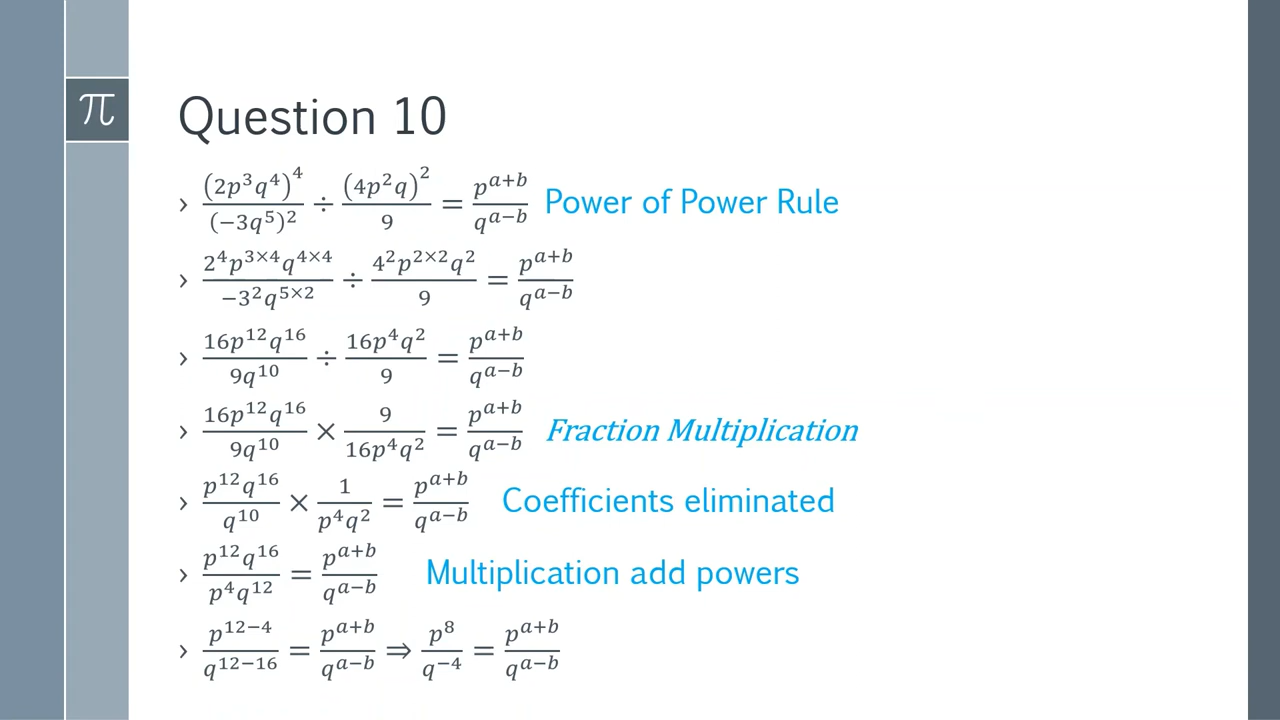 π
Question 10
› (2p³q⁴)⁴/(−3q⁵)² ÷ (4p²q)²/9 = p^(a+b)/q^(a−b) Power of Power Rule
› 2⁴p^(3×4)q^(4×4)/−3²q^(5×2) ÷ 4²p^(2×2)q²/9 = p^(a+b)/q^(a−b)
› 16p¹²q¹⁶/9q¹⁰ ÷ 16p⁴q²/9 = p^(a+b)/q^(a−b)
› 16p¹²q¹⁶/9q¹⁰ × 9/16p⁴q² = p^(a+b)/q^(a−b) Fraction Multiplication
› p¹²q¹⁶/q¹⁰ × 1/p⁴q² = p^(a+b)/q^(a−b) Coefficients eliminated
› p¹²q¹⁶/p⁴q¹² = p^(a+b)/q^(a−b) Multiplication add powers
› p^(12−4)/q^(12−16) = p^(a+b)/q^(a−b) ⇒ p⁸/q⁻⁴ = p^(a+b)/q^(a−b)